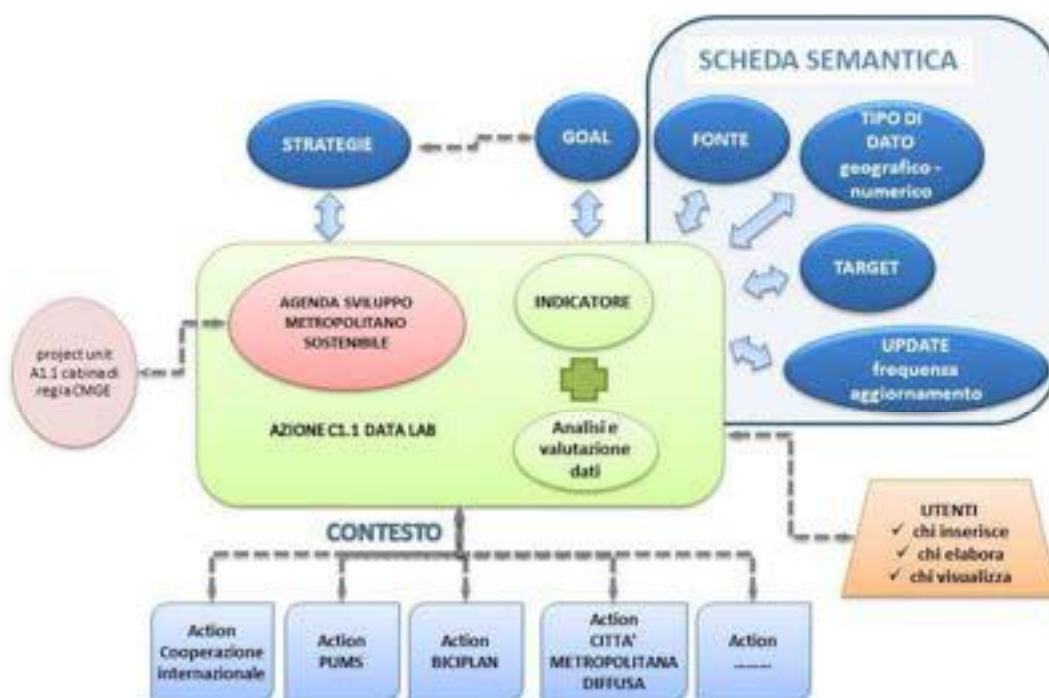 SCHEDA SEMANTICA
STRATEGIE
GOAL
FONTE
TIPO DI
DATO
geografico -
numerico
TARGET
UPDATE
frequenza
aggiornamento
AGENDA SVILUPPO
METROPOLITANO
SOSTENIBILE
INDICATORE
project unit
A1.1 cabina di
regia CMGE
AZIONE C1.1 DATA LAB
Analisi e
valutazione
dati
CONTESTO
UTENTI
✓ chi inserisce
✓ chi elabora
✓ chi visualizza
Action
Cooperazione
internazionale
Action
PUMS
Action
BICIPLAN
Action
CITTA'
METROPOLITANA
DIFFUSA
Action
.........